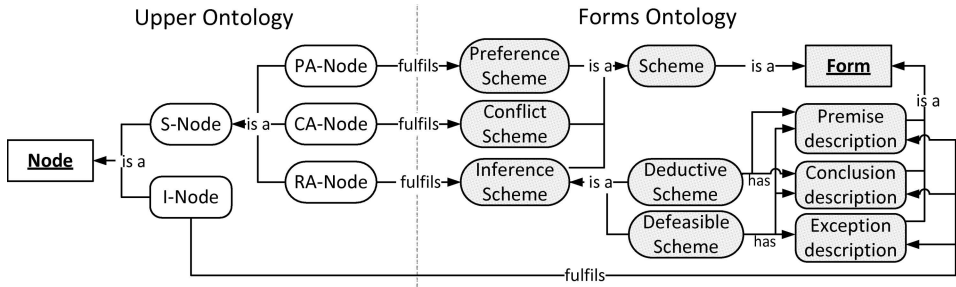 Upper Ontology
Forms Ontology
PA-Node
fulfils
Preference
Scheme
is a
Scheme
is a
Form
is a
S-Node
is a
CA-Node
fulfils
Conflict
Scheme
Premise
description
Node
is a
I-Node
RA-Node
fulfils
Inference
Scheme
is a
Deductive
Scheme
has
Conclusion
description
Defeasible
Scheme
has
Exception
description
fulfils